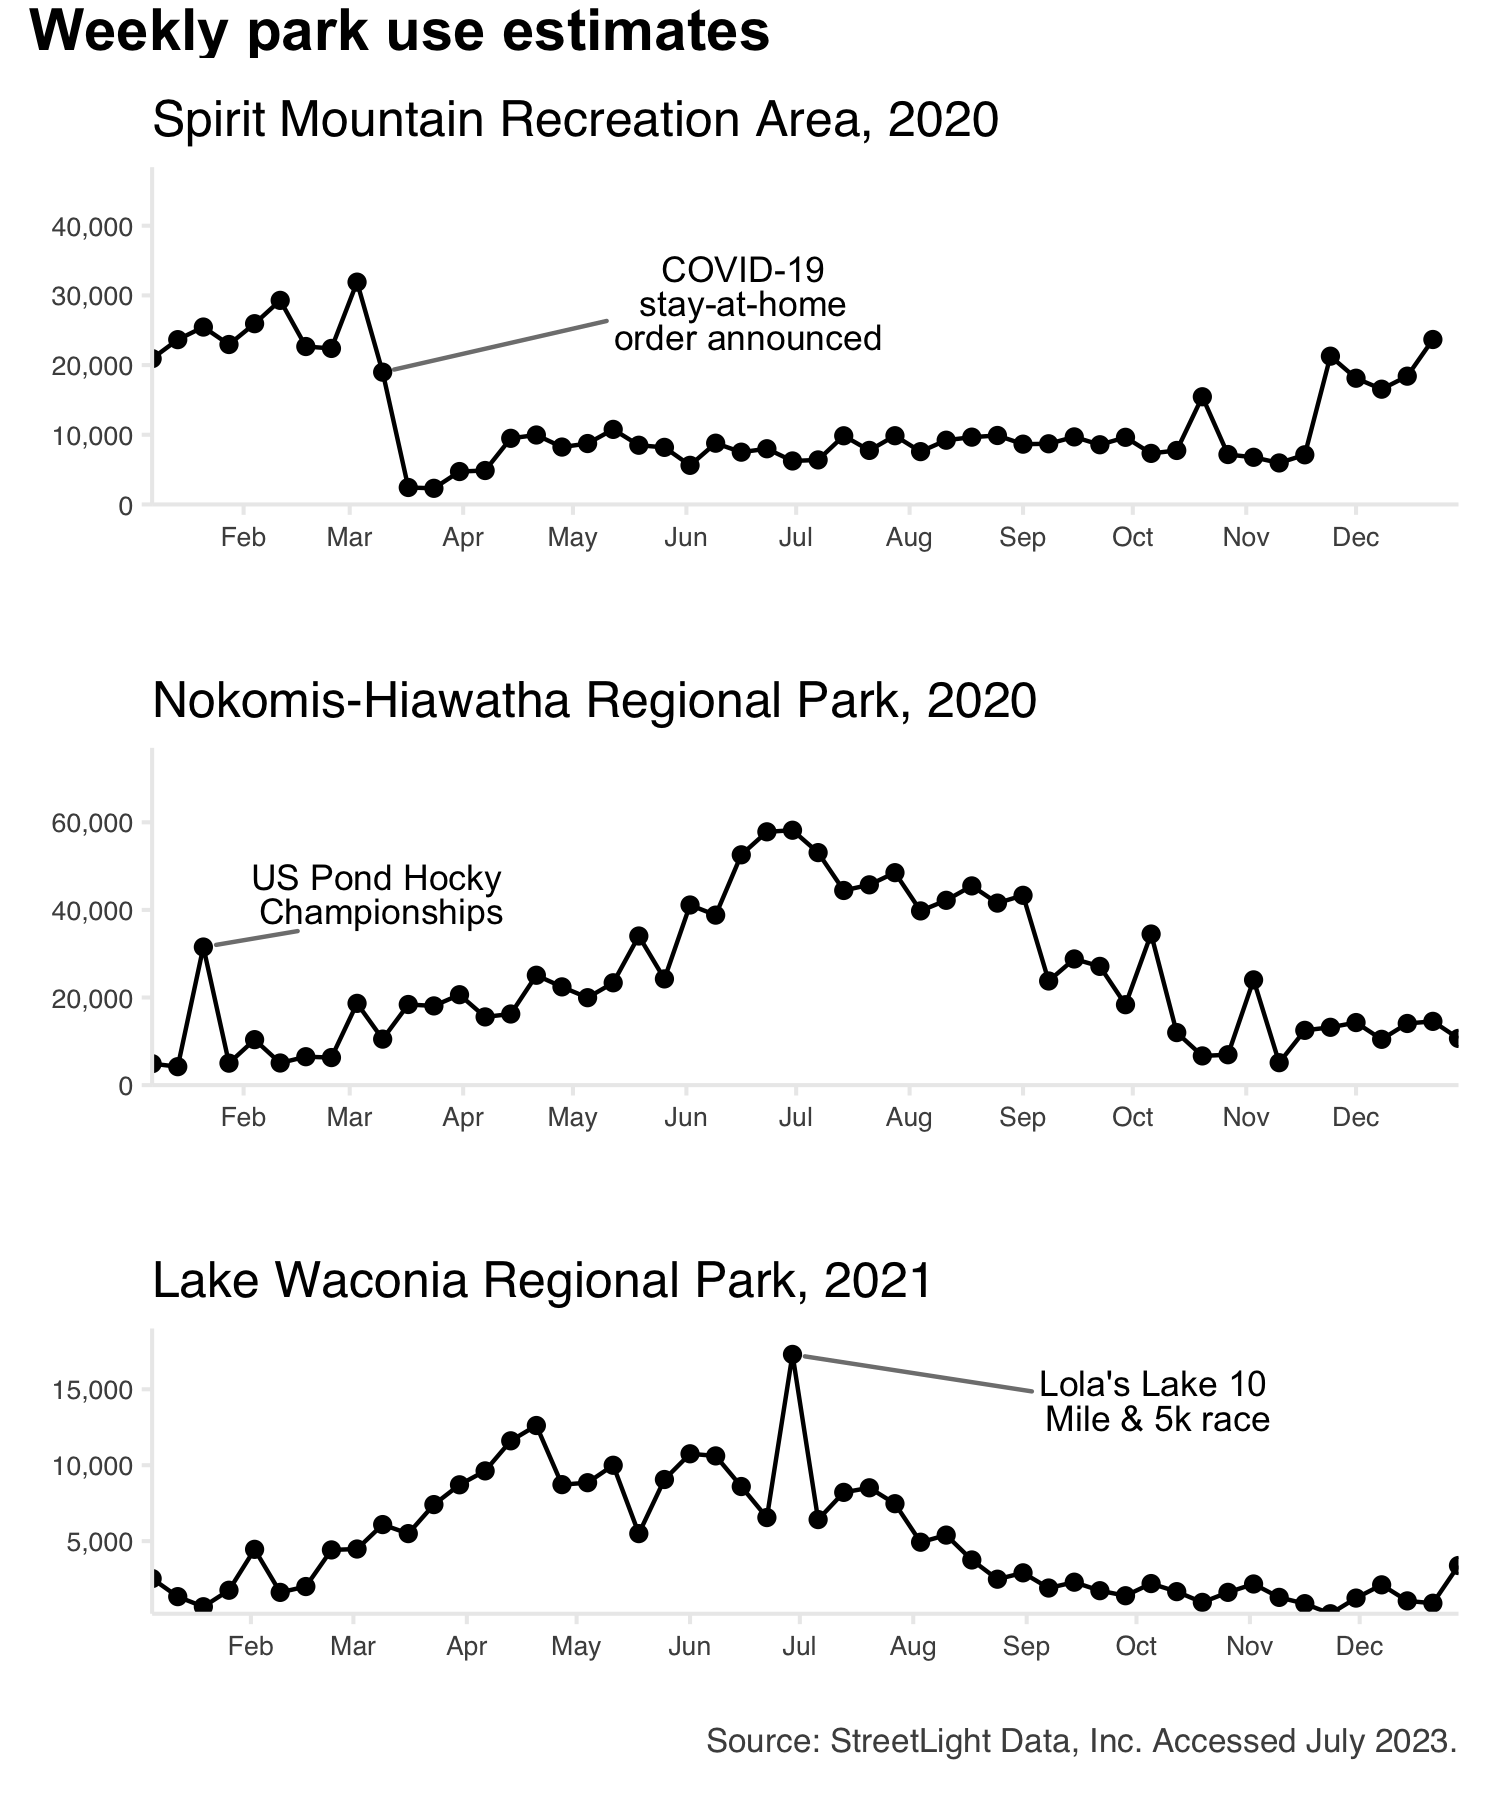 Weekly park use estimates
Spirit Mountain Recreation Area, 2020
40,000
30,000
20,000
10,000
0
COVID-19
stay-at-home
order announced
Feb Mar Apr May Jun Jul Aug Sep Oct Nov Dec
Nokomis-Hiawatha Regional Park, 2020
60,000
40,000
20,000
0
US Pond Hocky
Championships
Feb Mar Apr May Jun Jul Aug Sep Oct Nov Dec
Lake Waconia Regional Park, 2021
15,000
10,000
5,000
Lola's Lake 10
Mile & 5k race
Feb Mar Apr May Jun Jul Aug Sep Oct Nov Dec
Source: StreetLight Data, Inc. Accessed July 2023.